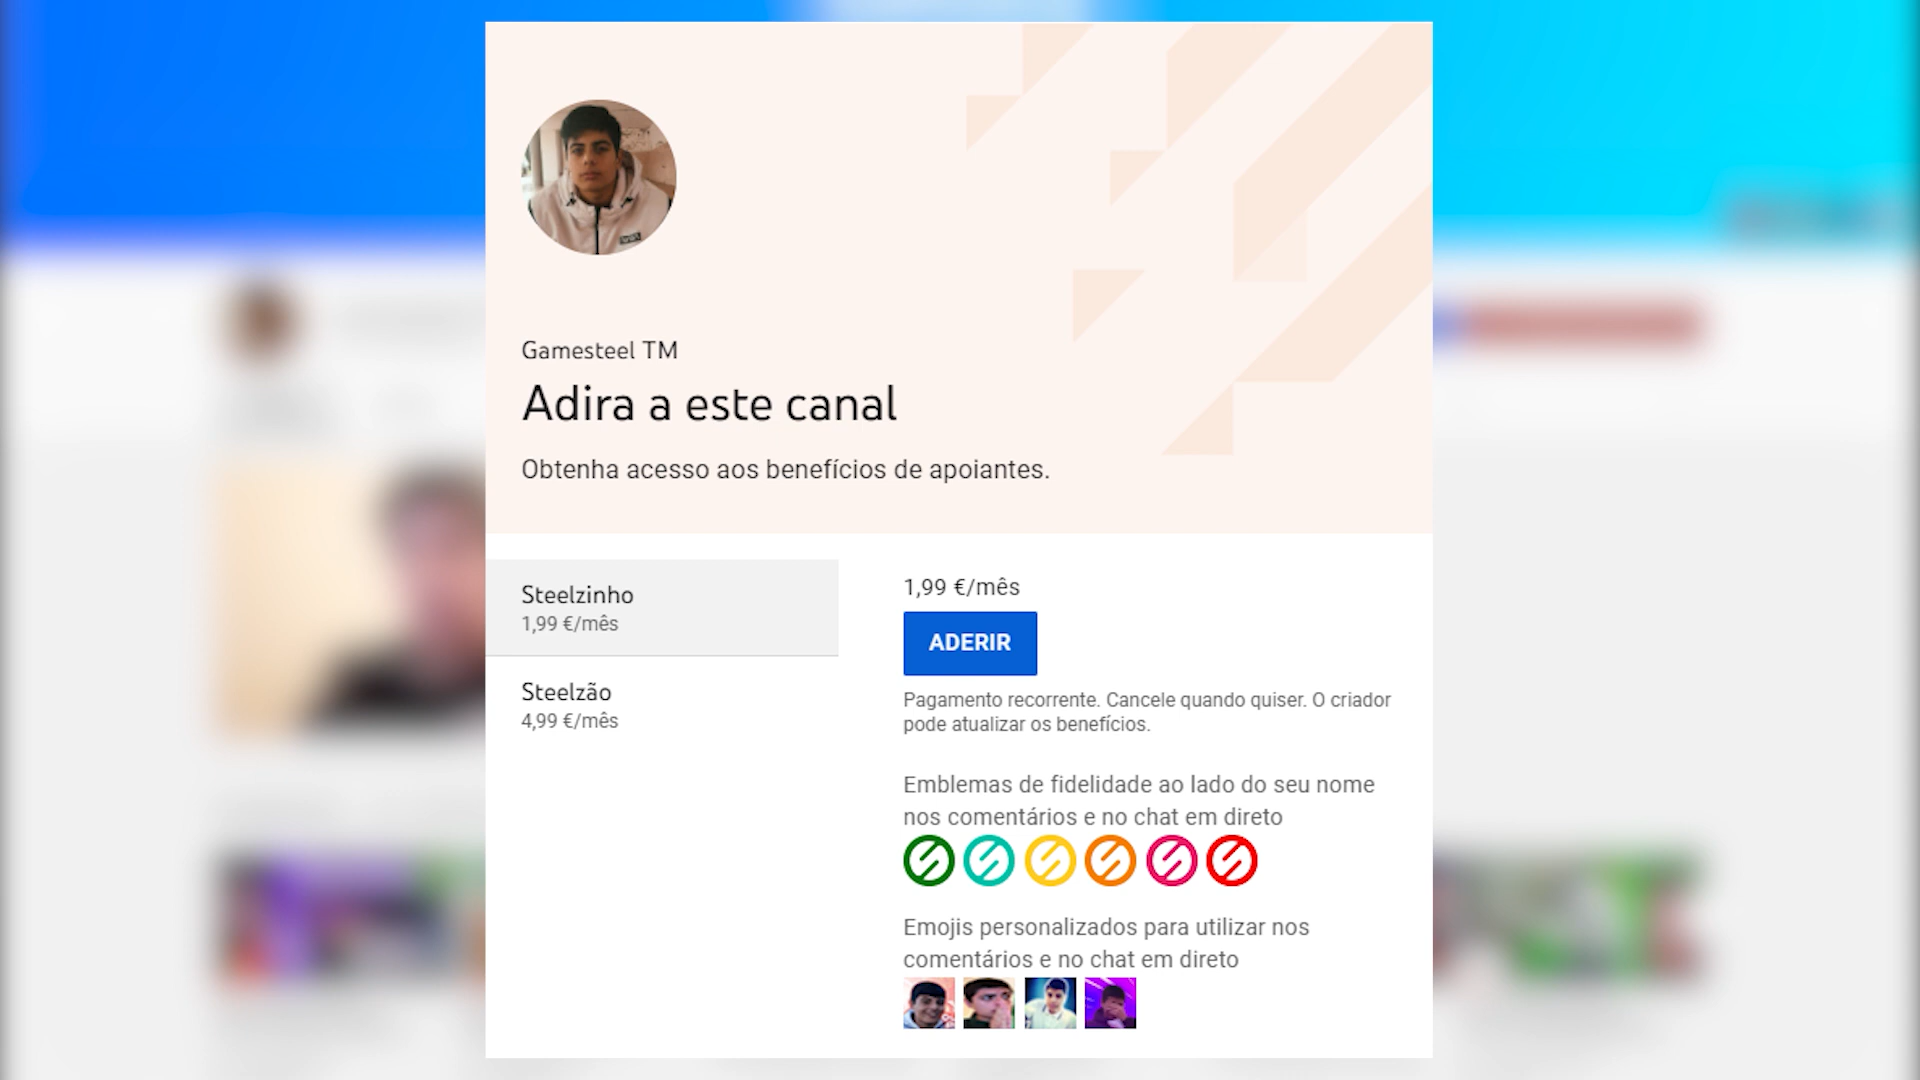 Gamesteel TM
Adira a este canal
Obtenha acesso aos benefícios de apoiantes.
Steelzinho
1,99 €/mês
Steelzão
4,99 €/mês
1,99 €/mês
ADERIR
Pagamento recorrente. Cancele quando quiser. O criador
pode atualizar os benefícios.
Emblemas de fidelidade ao lado do seu nome
nos comentários e no chat em direto
Emojis personalizados para utilizar nos
comentários e no chat em direto